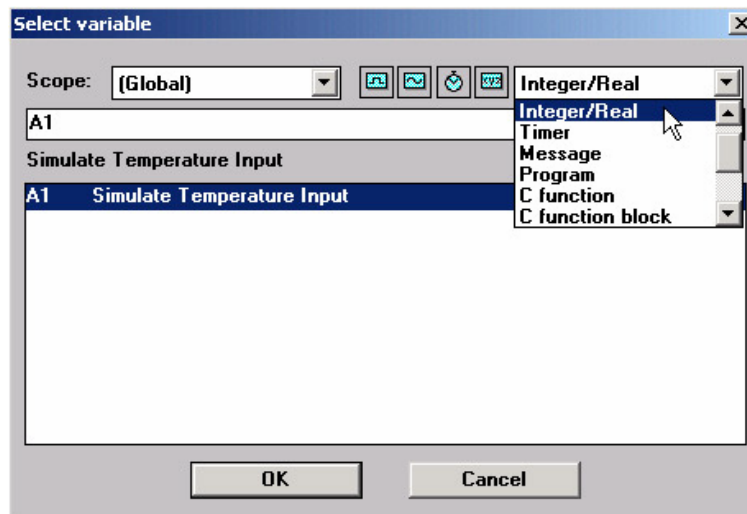 Select variable
Scope: (Global) xyz Integer/Real
A1
Integer/Real
Timer
Message
Program
C function
C function block
Simulate Temperature Input
A1 Simulate Temperature Input
OK Cancel